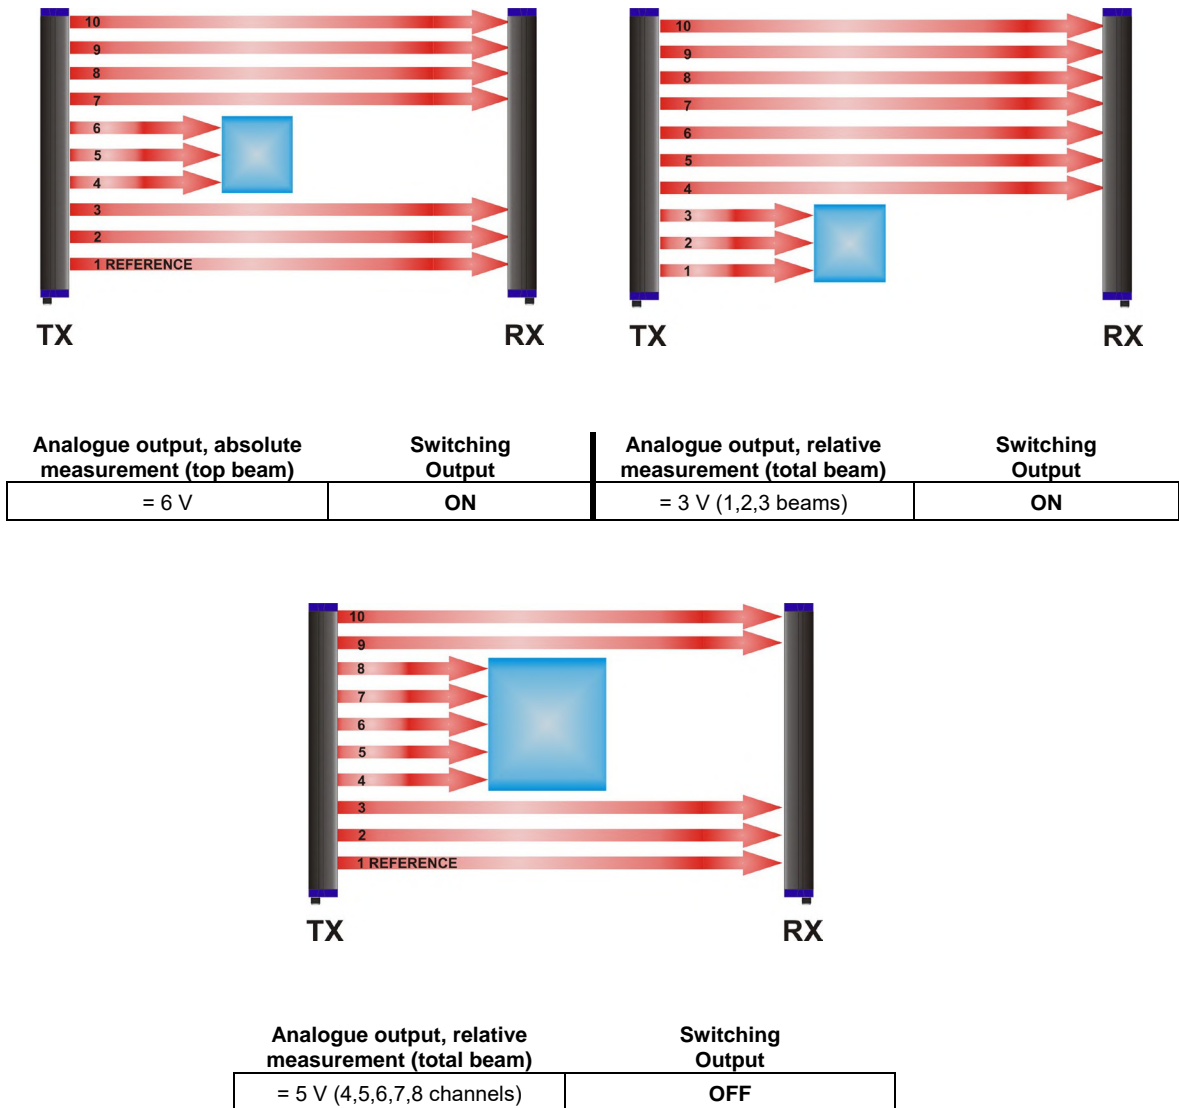 10
9
8
7
6
5
4
3
2
1 REFERENCE
TX
RX
10
9
8
7
6
5
4
3
2
1
TX
RX
Analogue output, absolute
measurement (top beam)
Switching
Output
Analogue output, relative
measurement (total beam)
Switching
Output
= 6 V
ON
= 3 V (1,2,3 beams)
ON
10
9
8
7
6
5
4
3
2
1 REFERENCE
TX
RX
Analogue output, relative
measurement (total beam)
Switching
Output
= 5 V (4,5,6,7,8 channels)
OFF